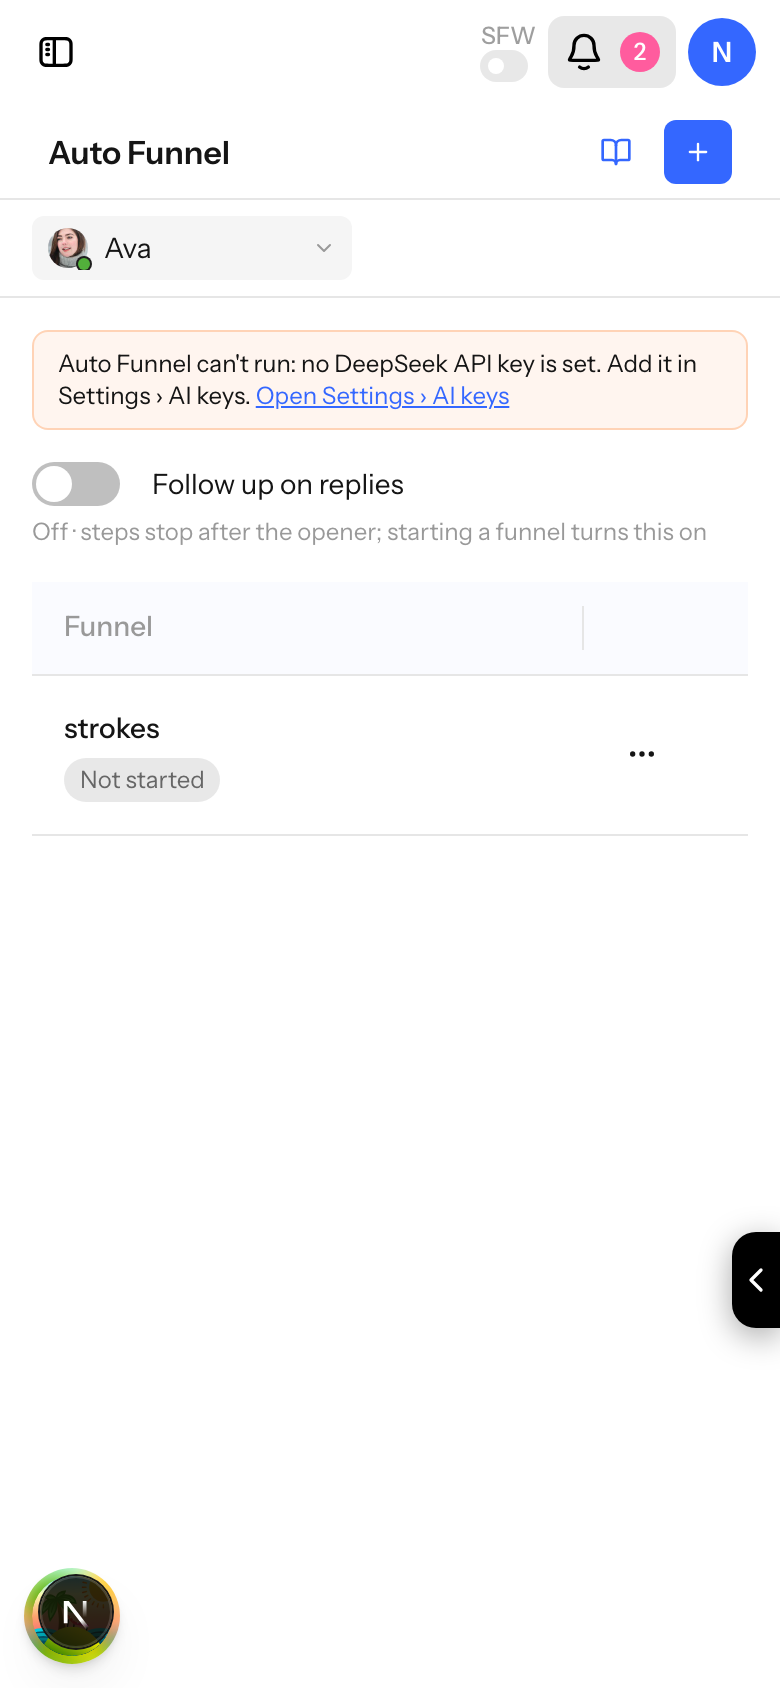 SFW
2
N
Auto Funnel
Ava
Auto Funnel can't run: no DeepSeek API key is set. Add it in
Settings › AI keys. Open Settings › AI keys
Follow up on replies
Off · steps stop after the opener; starting a funnel turns this on
Funnel
strokes
Not started
N